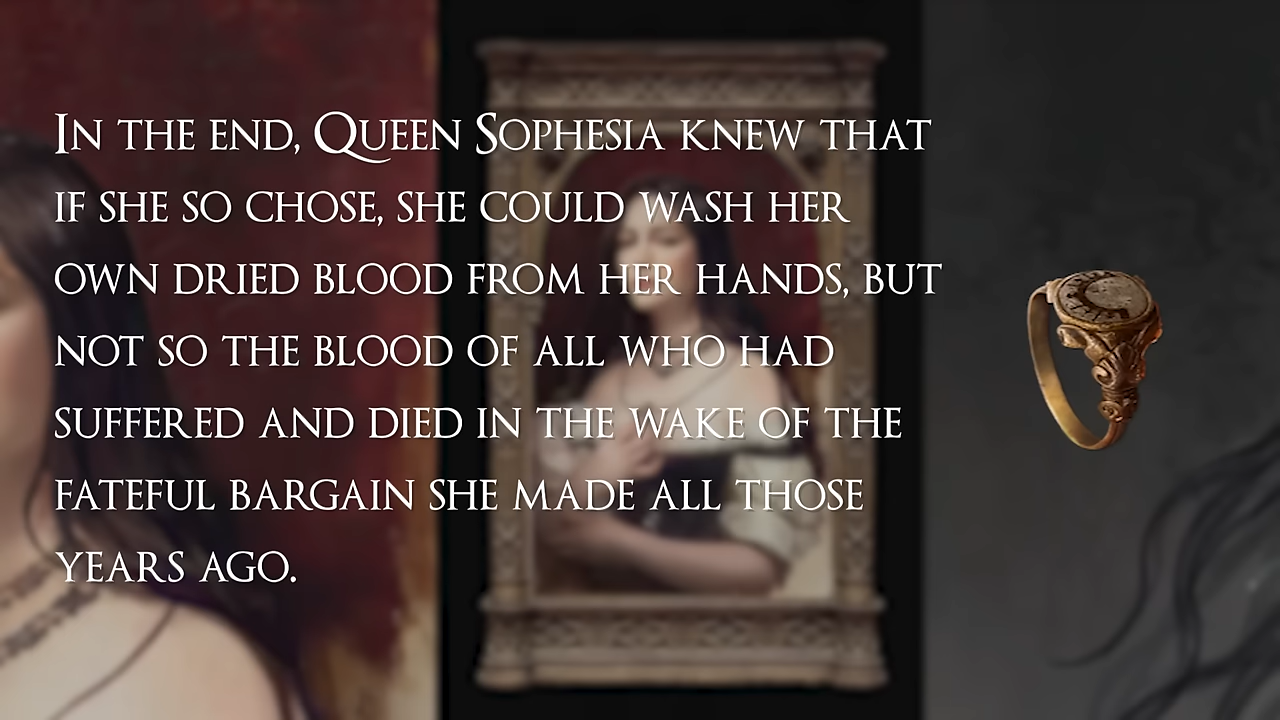 In the end, Queen Sophesia knew that
if she so chose, she could wash her
own dried blood from her hands, but
not so the blood of all who had
suffered and died in the wake of the
fateful bargain she made all those
years ago.